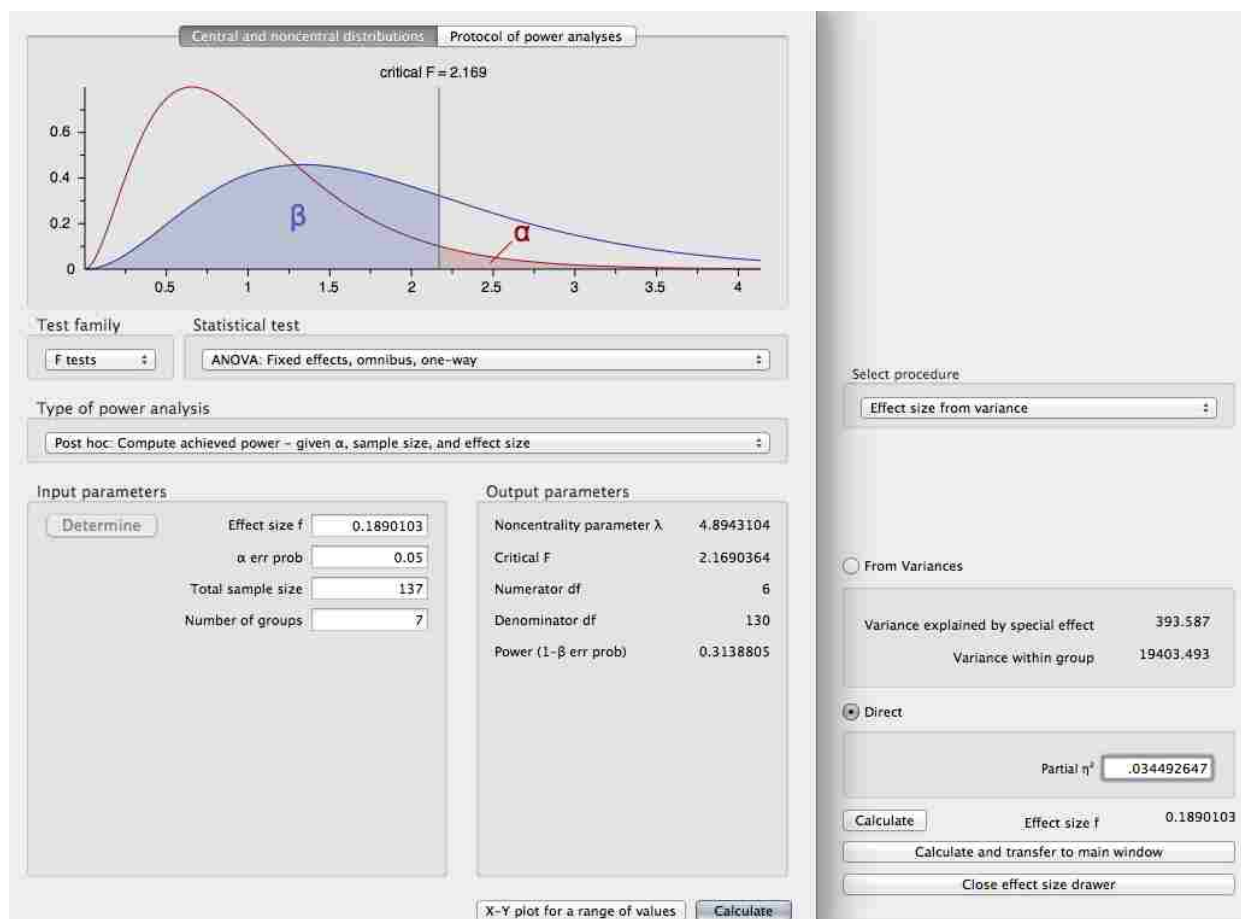 Central and noncentral distributions Protocol of power analyses
critical F = 2.169
0.6
0.4
0.2
0
β
α
0.5 1 1.5 2 2.5 3 3.5 4
Test family Statistical test
F tests ANOVA: Fixed effects, omnibus, one-way
Type of power analysis
Post hoc: Compute achieved power – given α, sample size, and effect size
Input parameters
Determine Effect size f 0.1890103
α err prob 0.05
Total sample size 137
Number of groups 7
Output parameters
Noncentrality parameter λ 4.8943104
Critical F 2.1690364
Numerator df 6
Denominator df 130
Power (1-β err prob) 0.3138805
X-Y plot for a range of values Calculate
Select procedure
Effect size from variance
From Variances
Variance explained by special effect 393.587
Variance within group 19403.493
Direct
Partial η² .034492647
Calculate Effect size f 0.1890103
Calculate and transfer to main window
Close effect size drawer